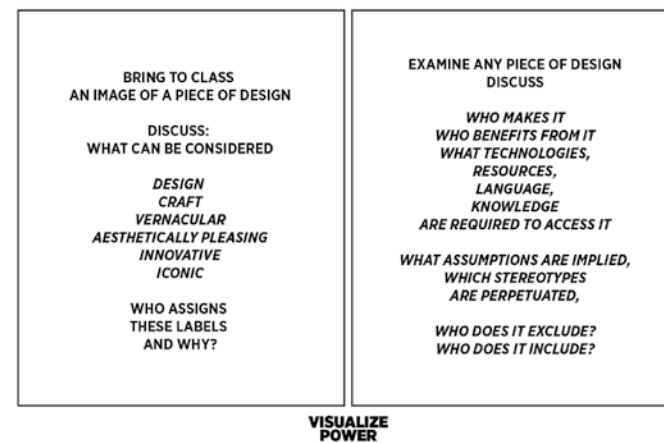 BRING TO CLASS
AN IMAGE OF A PIECE OF DESIGN
DISCUSS:
WHAT CAN BE CONSIDERED
DESIGN
CRAFT
VERNACULAR
AESTHETICALLY PLEASING
INNOVATIVE
ICONIC
WHO ASSIGNS
THESE LABELS
AND WHY?
EXAMINE ANY PIECE OF DESIGN
DISCUSS
WHO MAKES IT
WHO BENEFITS FROM IT
WHAT TECHNOLOGIES,
RESOURCES,
LANGUAGE,
KNOWLEDGE
ARE REQUIRED TO ACCESS IT
WHAT ASSUMPTIONS ARE IMPLIED,
WHICH STEREOTYPES
ARE PERPETUATED,
WHO DOES IT EXCLUDE?
WHO DOES IT INCLUDE?
VISUALIZE
POWER